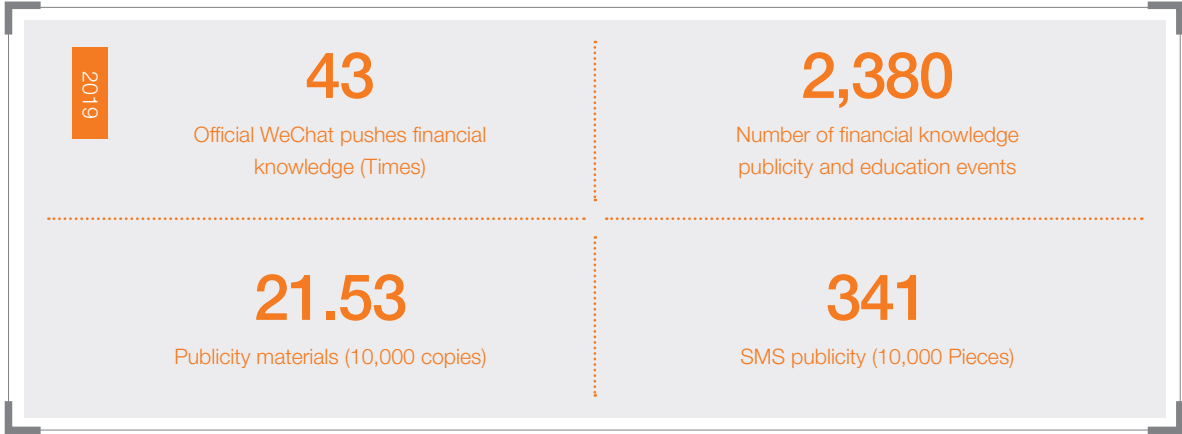 2019
43
Official WeChat pushes financial
knowledge (Times)
2,380
Number of financial knowledge
publicity and education events
21.53
Publicity materials (10,000 copies)
341
SMS publicity (10,000 Pieces)